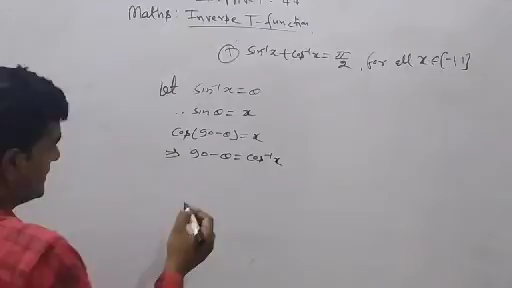 Maths: Inverse T-function
① sin⁻¹x + cos⁻¹x = π/2, for all x ∈ [-1,1]
Let sin⁻¹x = θ
∴ sin θ = x
cos(90-θ) = x
⇒ 90-θ = cos⁻¹x